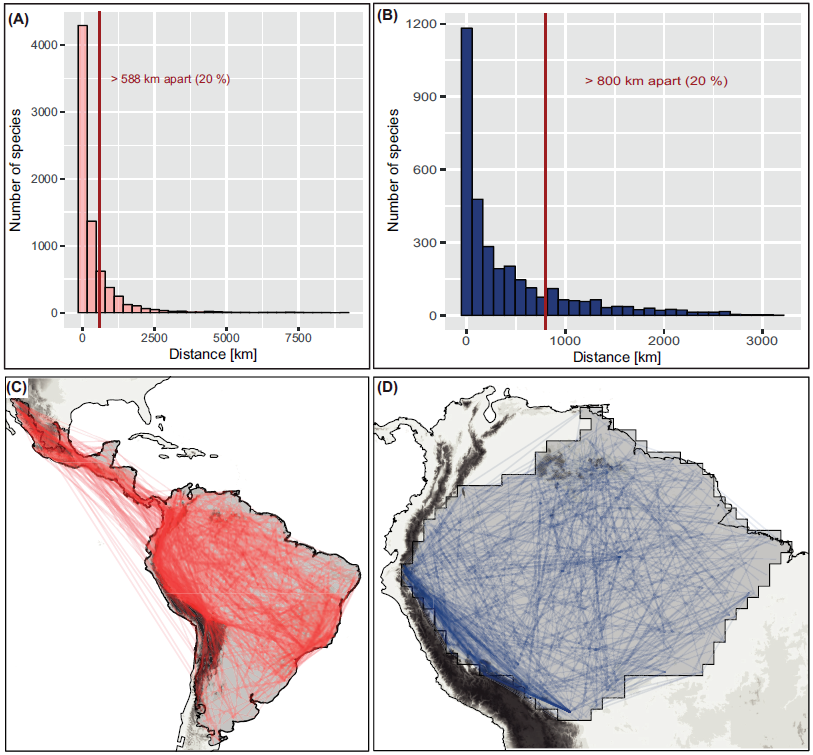 (A)
Number of species
4000
3000
2000
1000
0
> 588 km apart (20 %)
0 2500 5000 7500
Distance [km]
(B)
Number of species
1200
900
600
300
0
> 800 km apart (20 %)
0 1000 2000 3000
Distance [km]
(C)
(D)